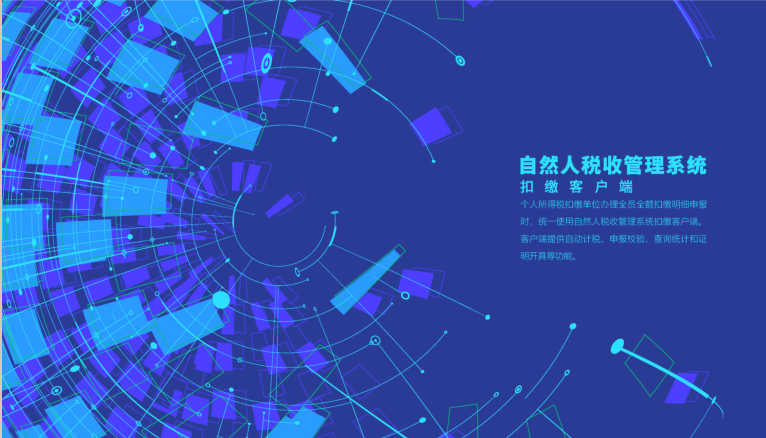 自然人税收管理系统
扣缴客户端
个人所得税扣缴单位办理全员全额扣缴明细申报
时，统一使用自然人税收管理系统扣缴客户端。
客户端提供自动计税、申报校验、查询统计和证
明开具等功能。